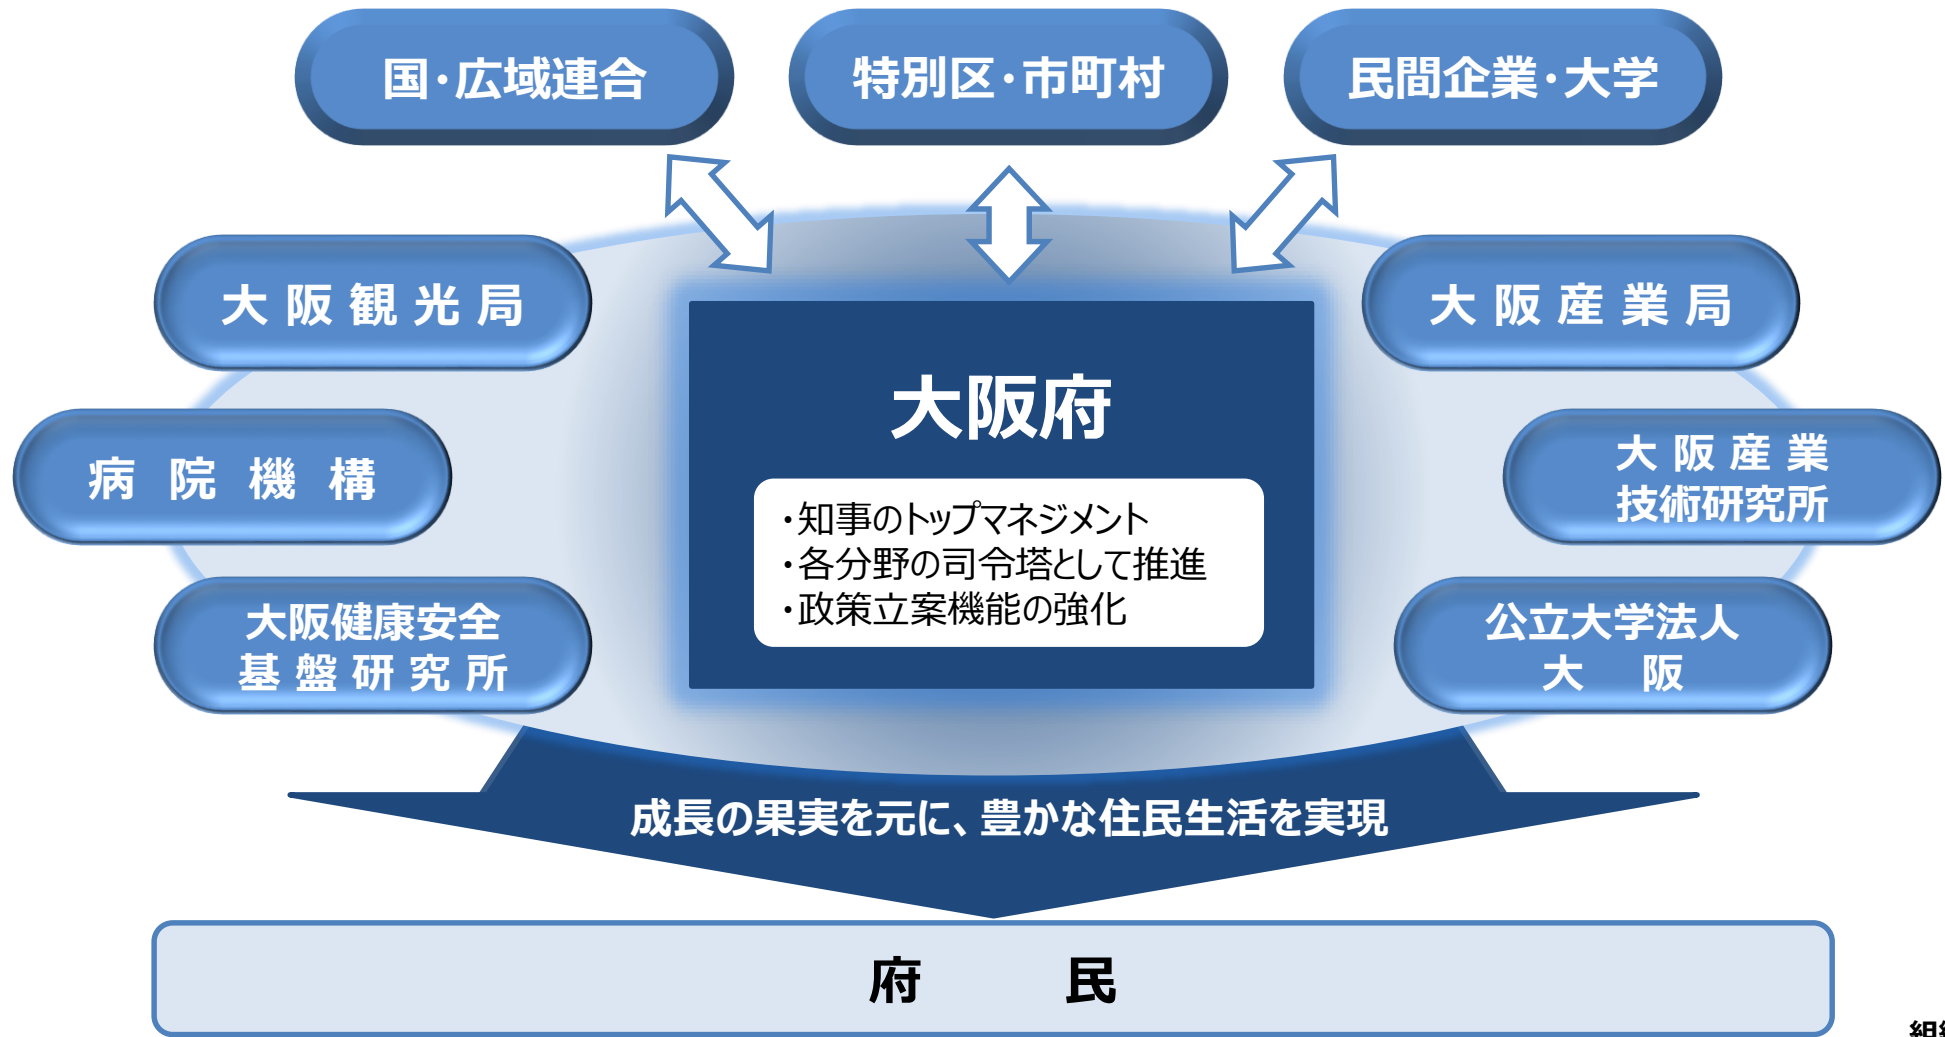 国・広域連合
特別区・市町村
民間企業・大学
大阪観光局
大阪産業局
病院機構
大阪産業
技術研究所
大阪健康安全
基盤研究所
公立大学法人
大阪
大阪府
・知事のトップマネジメント
・各分野の司令塔として推進
・政策立案機能の強化
成長の果実を元に、豊かな住民生活を実現
府民